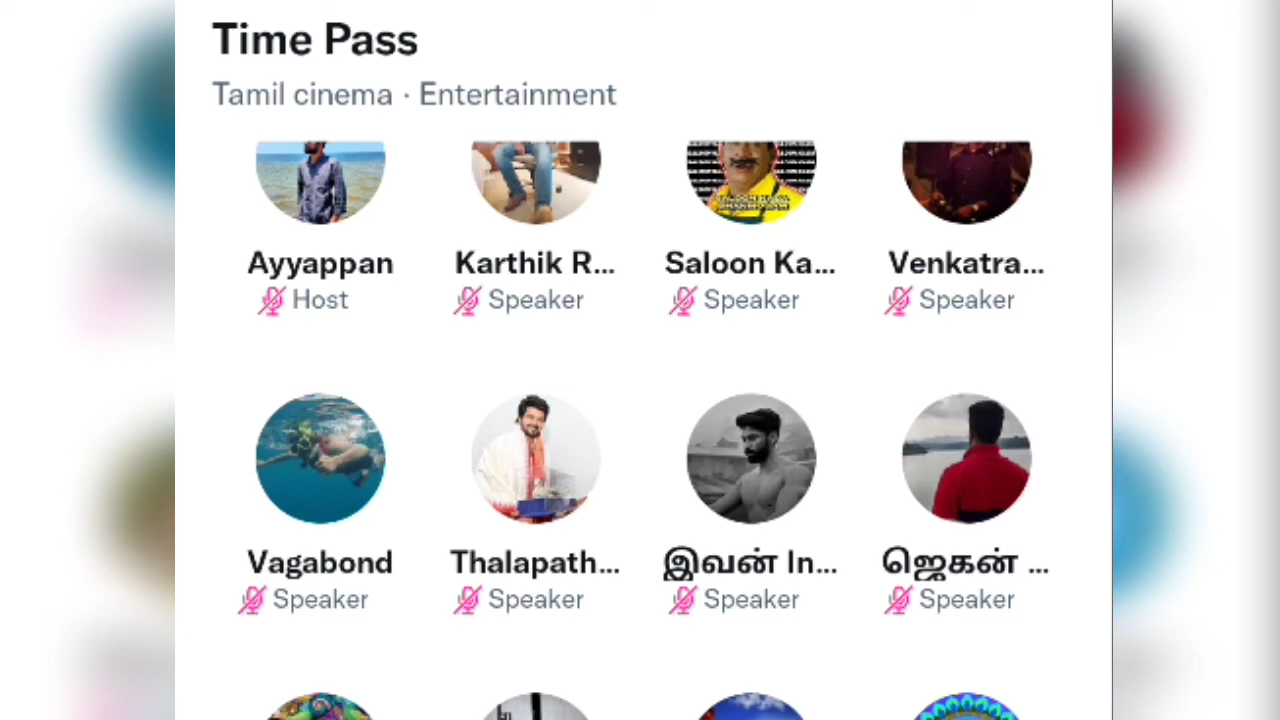 Time Pass
Tamil cinema · Entertainment
Ayyappan Karthik R... Saloon Ka... Venkatra...
Host Speaker Speaker Speaker
Vagabond Thalapath... இவன் In... ஜெகன் ...
Speaker Speaker Speaker Speaker